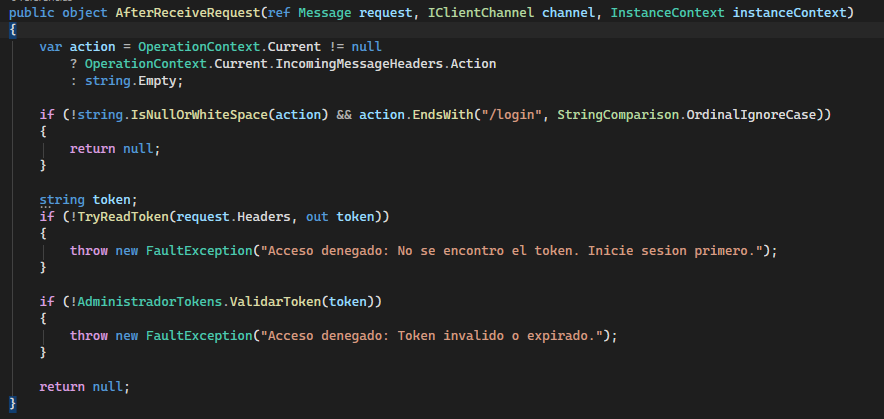 public object AfterReceiveRequest(ref Message request, IClientChannel channel, InstanceContext instanceContext)
{
var action = OperationContext.Current != null
? OperationContext.Current.IncomingMessageHeaders.Action
: string.Empty;
if (!string.IsNullOrWhiteSpace(action) && action.EndsWith("/login", StringComparison.OrdinalIgnoreCase))
{
return null;
}
string token;
if (!TryReadToken(request.Headers, out token))
{
throw new FaultException("Acceso denegado: No se encontro el token. Inicie sesion primero.");
}
if (!AdministradorTokens.ValidarToken(token))
{
throw new FaultException("Acceso denegado: Token invalido o expirado.");
}
return null;
}